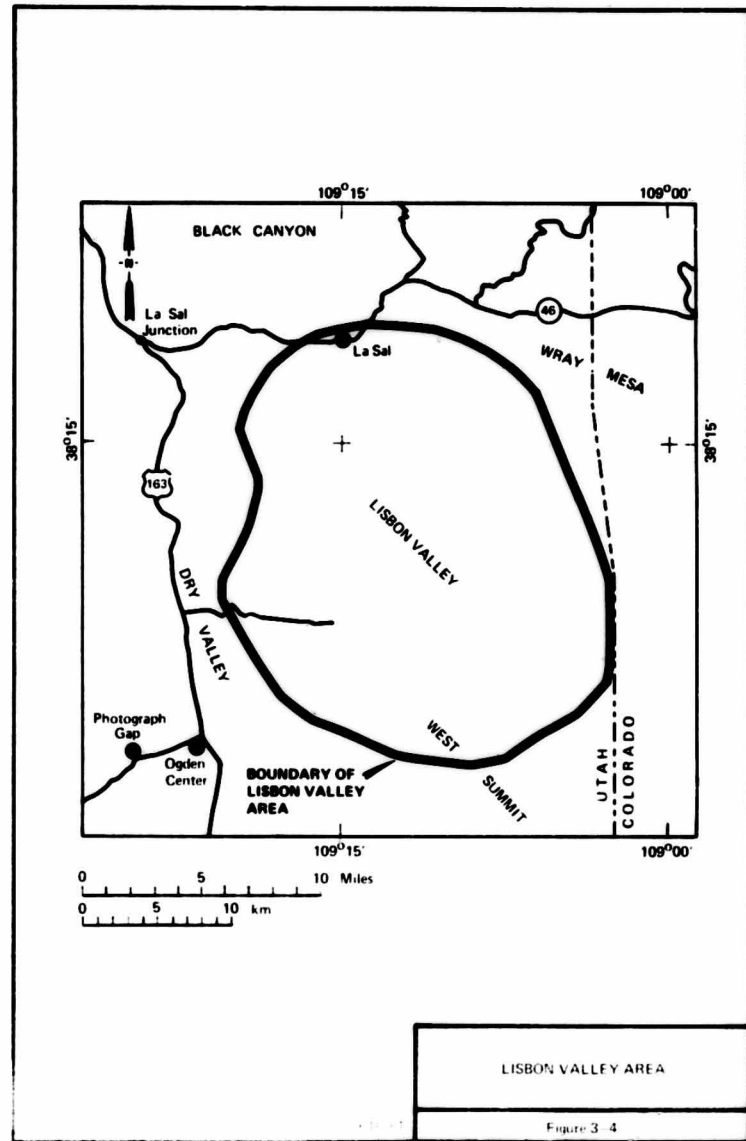 109°15'
109°00'
BLACK CANYON
N
La Sal
Junction
46
La Sal
WRAY MESA
38°15'
38°15'
163
LISBON VALLEY
DRY
VALLEY
Photograph
Gap
Ogden
Center
WEST
SUMMIT
BOUNDARY OF
LISBON VALLEY
AREA
UTAH
COLORADO
109°15'
109°00'
0 5 10 Miles
0 5 10 km
LISBON VALLEY AREA
Figure 3-4